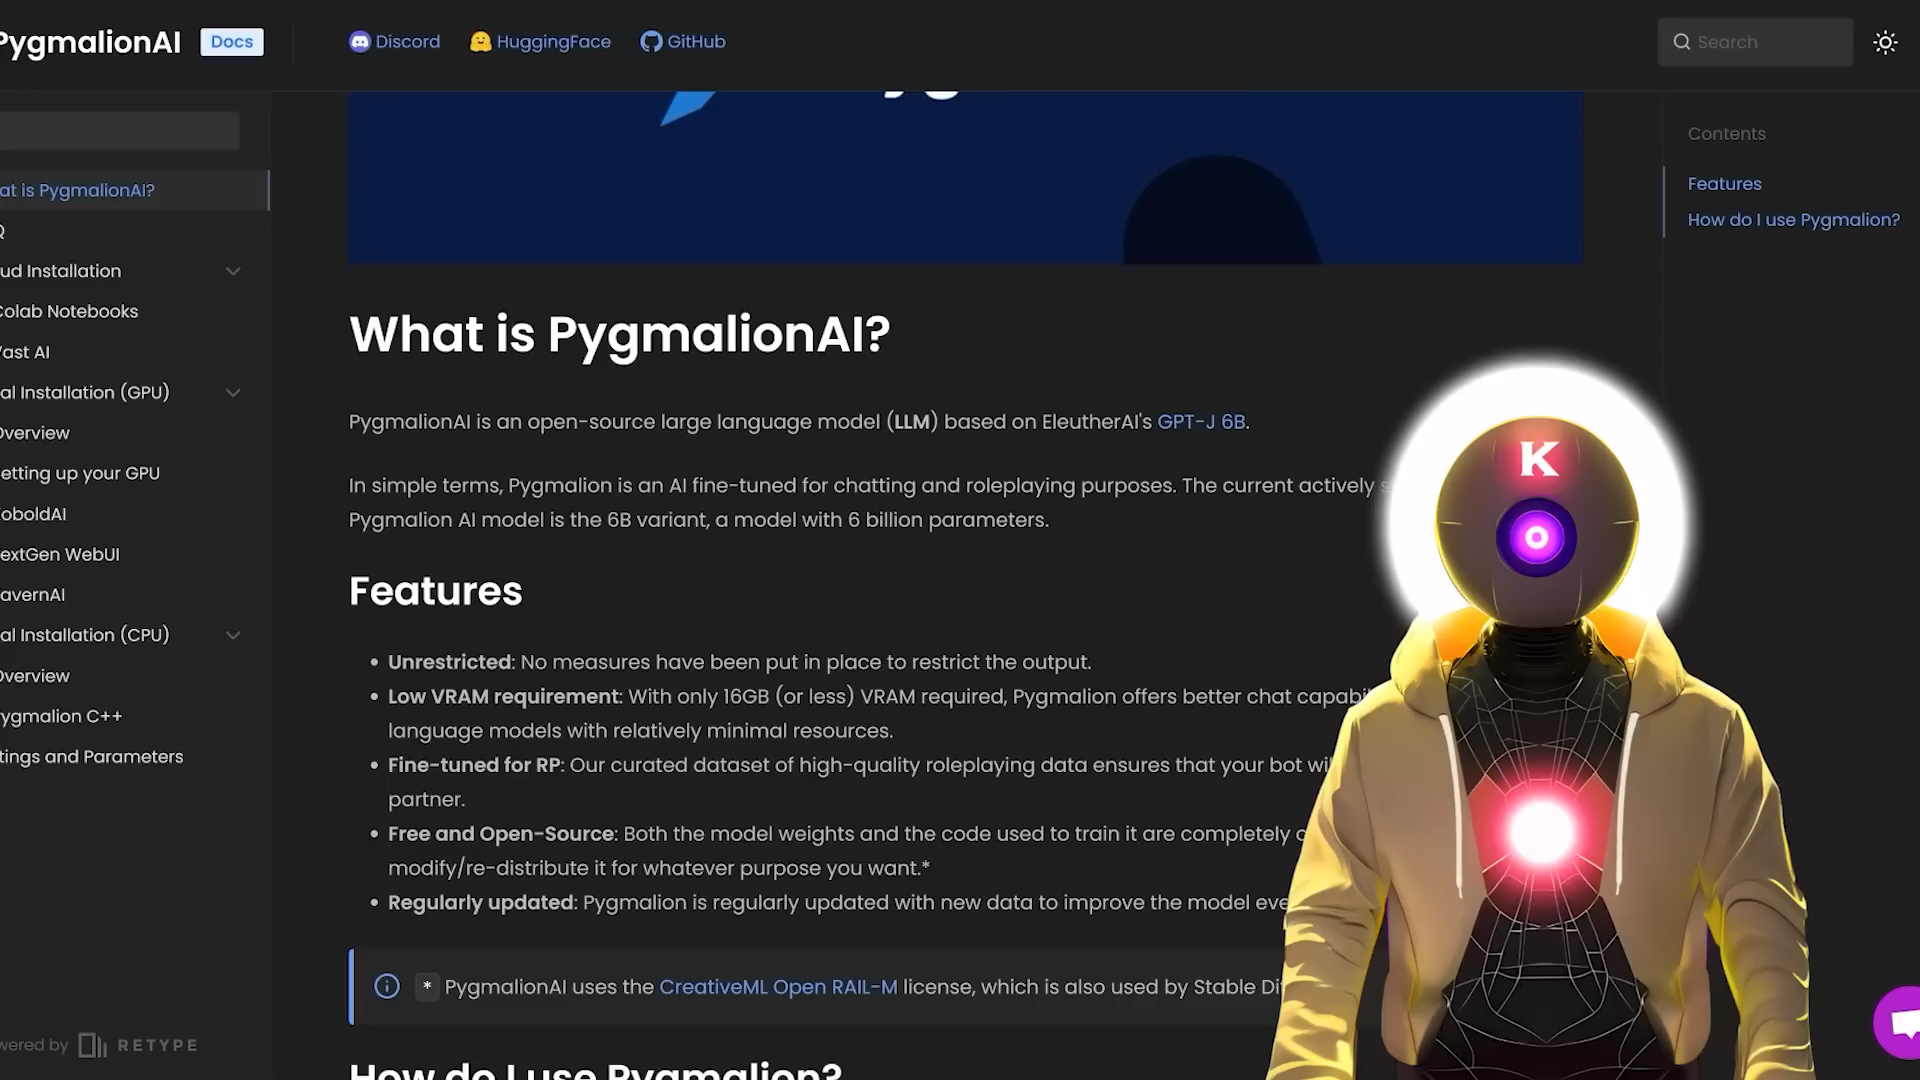 PygmalionAI Docs Discord HuggingFace GitHub Search
Contents
Features
How do I use Pygmalion?
at is PygmalionAI?
Q
ud Installation
Colab Notebooks
Vast AI
al Installation (GPU)
Overview
etting up your GPU
oboldAI
extGen WebUI
avernAI
al Installation (CPU)
Overview
ygmalion C++
tings and Parameters
wered by RETYPE
What is PygmalionAI?
PygmalionAI is an open-source large language model (LLM) based on EleutherAI's GPT-J 6B.
In simple terms, Pygmalion is an AI fine-tuned for chatting and roleplaying purposes. The current actively
Pygmalion AI model is the 6B variant, a model with 6 billion parameters.
Features
• Unrestricted: No measures have been put in place to restrict the output.
• Low VRAM requirement: With only 16GB (or less) VRAM required, Pygmalion offers better chat capabil
language models with relatively minimal resources.
• Fine-tuned for RP: Our curated dataset of high-quality roleplaying data ensures that your bot wil
partner.
• Free and Open-Source: Both the model weights and the code used to train it are completely
modify/re-distribute it for whatever purpose you want.*
• Regularly updated: Pygmalion is regularly updated with new data to improve the model eve
* PygmalionAI uses the CreativeML Open RAIL-M license, which is also used by Stable Di
How do I use Pygmalion?
K